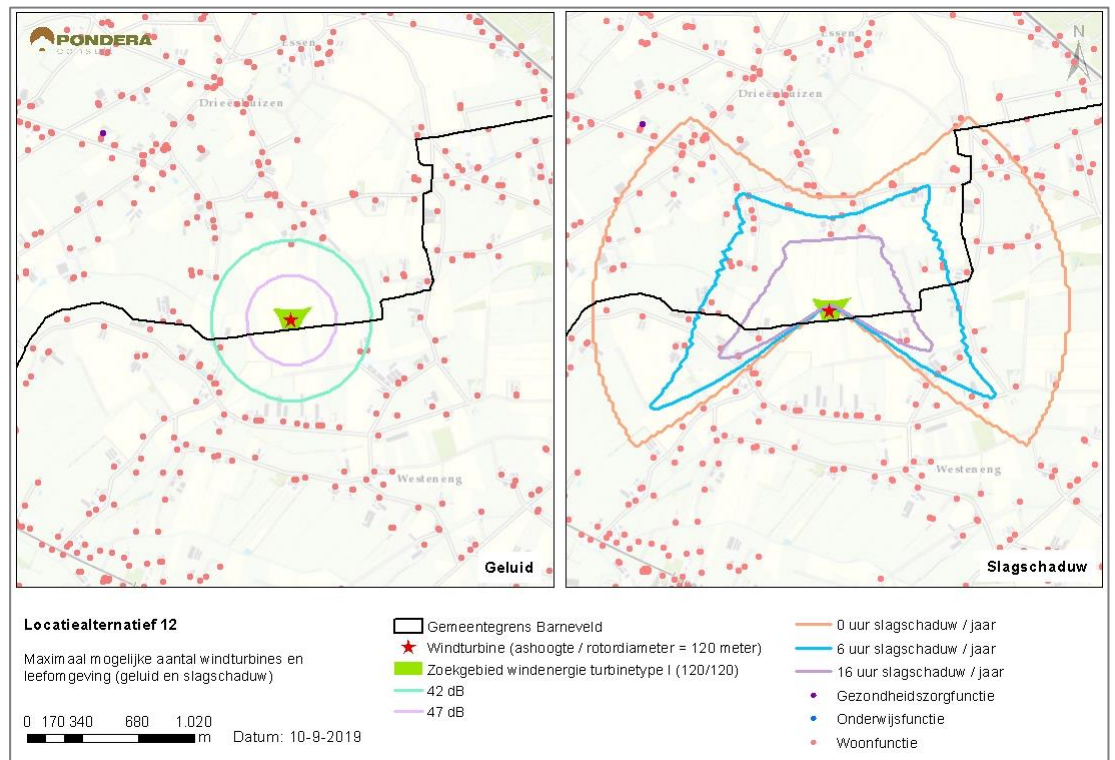 PONDERA
CONSULT
Essen
Drieenhuizen
Westeneng
Geluid
Essen
N
Drieenhuizen
Westeneng
Slagschaduw
Locatiealternatief 12
Maximaal mogelijke aantal windturbines en
leefomgeving (geluid en slagschaduw)
0 170 340 680 1.020
m
Datum: 10-9-2019
Gemeentegrens Barneveld
Windturbine (ashoogte / rotordiameter = 120 meter)
Zoekgebied windenergie turbinetype I (120/120)
42 dB
47 dB
0 uur slagschaduw / jaar
6 uur slagschaduw / jaar
16 uur slagschaduw / jaar
Gezondheidszorgfunctie
Onderwijsfunctie
Woonfunctie